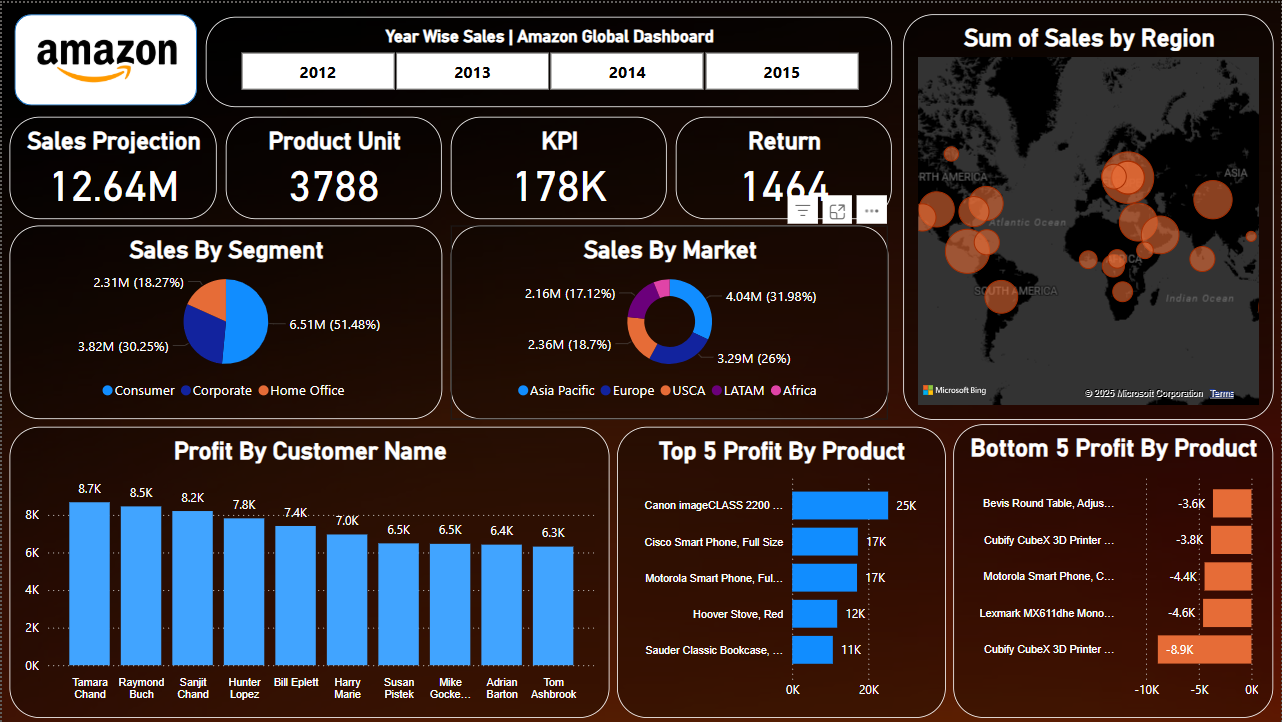 amazon
Year Wise Sales | Amazon Global Dashboard
2012 2013 2014 2015
Sales Projection
12.64M
Product Unit
3788
KPI
178K
Return
1464
Sum of Sales by Region
RTH AMERICA
ASIA
Atlantic Ocean
AFRICA
SOUTH AMERICA
Indian Ocean
Microsoft Bing
© 2025 Microsoft Corporation Terms
Sales By Segment
2.31M (18.27%)
6.51M (51.48%)
3.82M (30.25%)
Consumer Corporate Home Office
Sales By Market
2.16M (17.12%)
4.04M (31.98%)
2.36M (18.7%)
3.29M (26%)
Asia Pacific Europe USCA LATAM Africa
Profit By Customer Name
8.7K 8.5K 8.2K 7.8K 7.4K 7.0K 6.5K 6.5K 6.4K 6.3K
8K
6K
4K
2K
0K
Tamara Chand
Raymond Buch
Sanjit Chand
Hunter Lopez
Bill Eplett
Harry Marie
Susan Pistek
Mike Gocke...
Adrian Barton
Tom Ashbrook
Top 5 Profit By Product
Canon imageCLASS 2200 ... 25K
Cisco Smart Phone, Full Size 17K
Motorola Smart Phone, Ful... 17K
Hoover Stove, Red 12K
Sauder Classic Bookcase, ... 11K
0K 20K
Bottom 5 Profit By Product
Bevis Round Table, Adjus... -3.6K
Cubify CubeX 3D Printer ... -3.8K
Motorola Smart Phone, C... -4.4K
Lexmark MX611dhe Mono... -4.6K
Cubify CubeX 3D Printer ... -8.9K
-10K -5K 0K